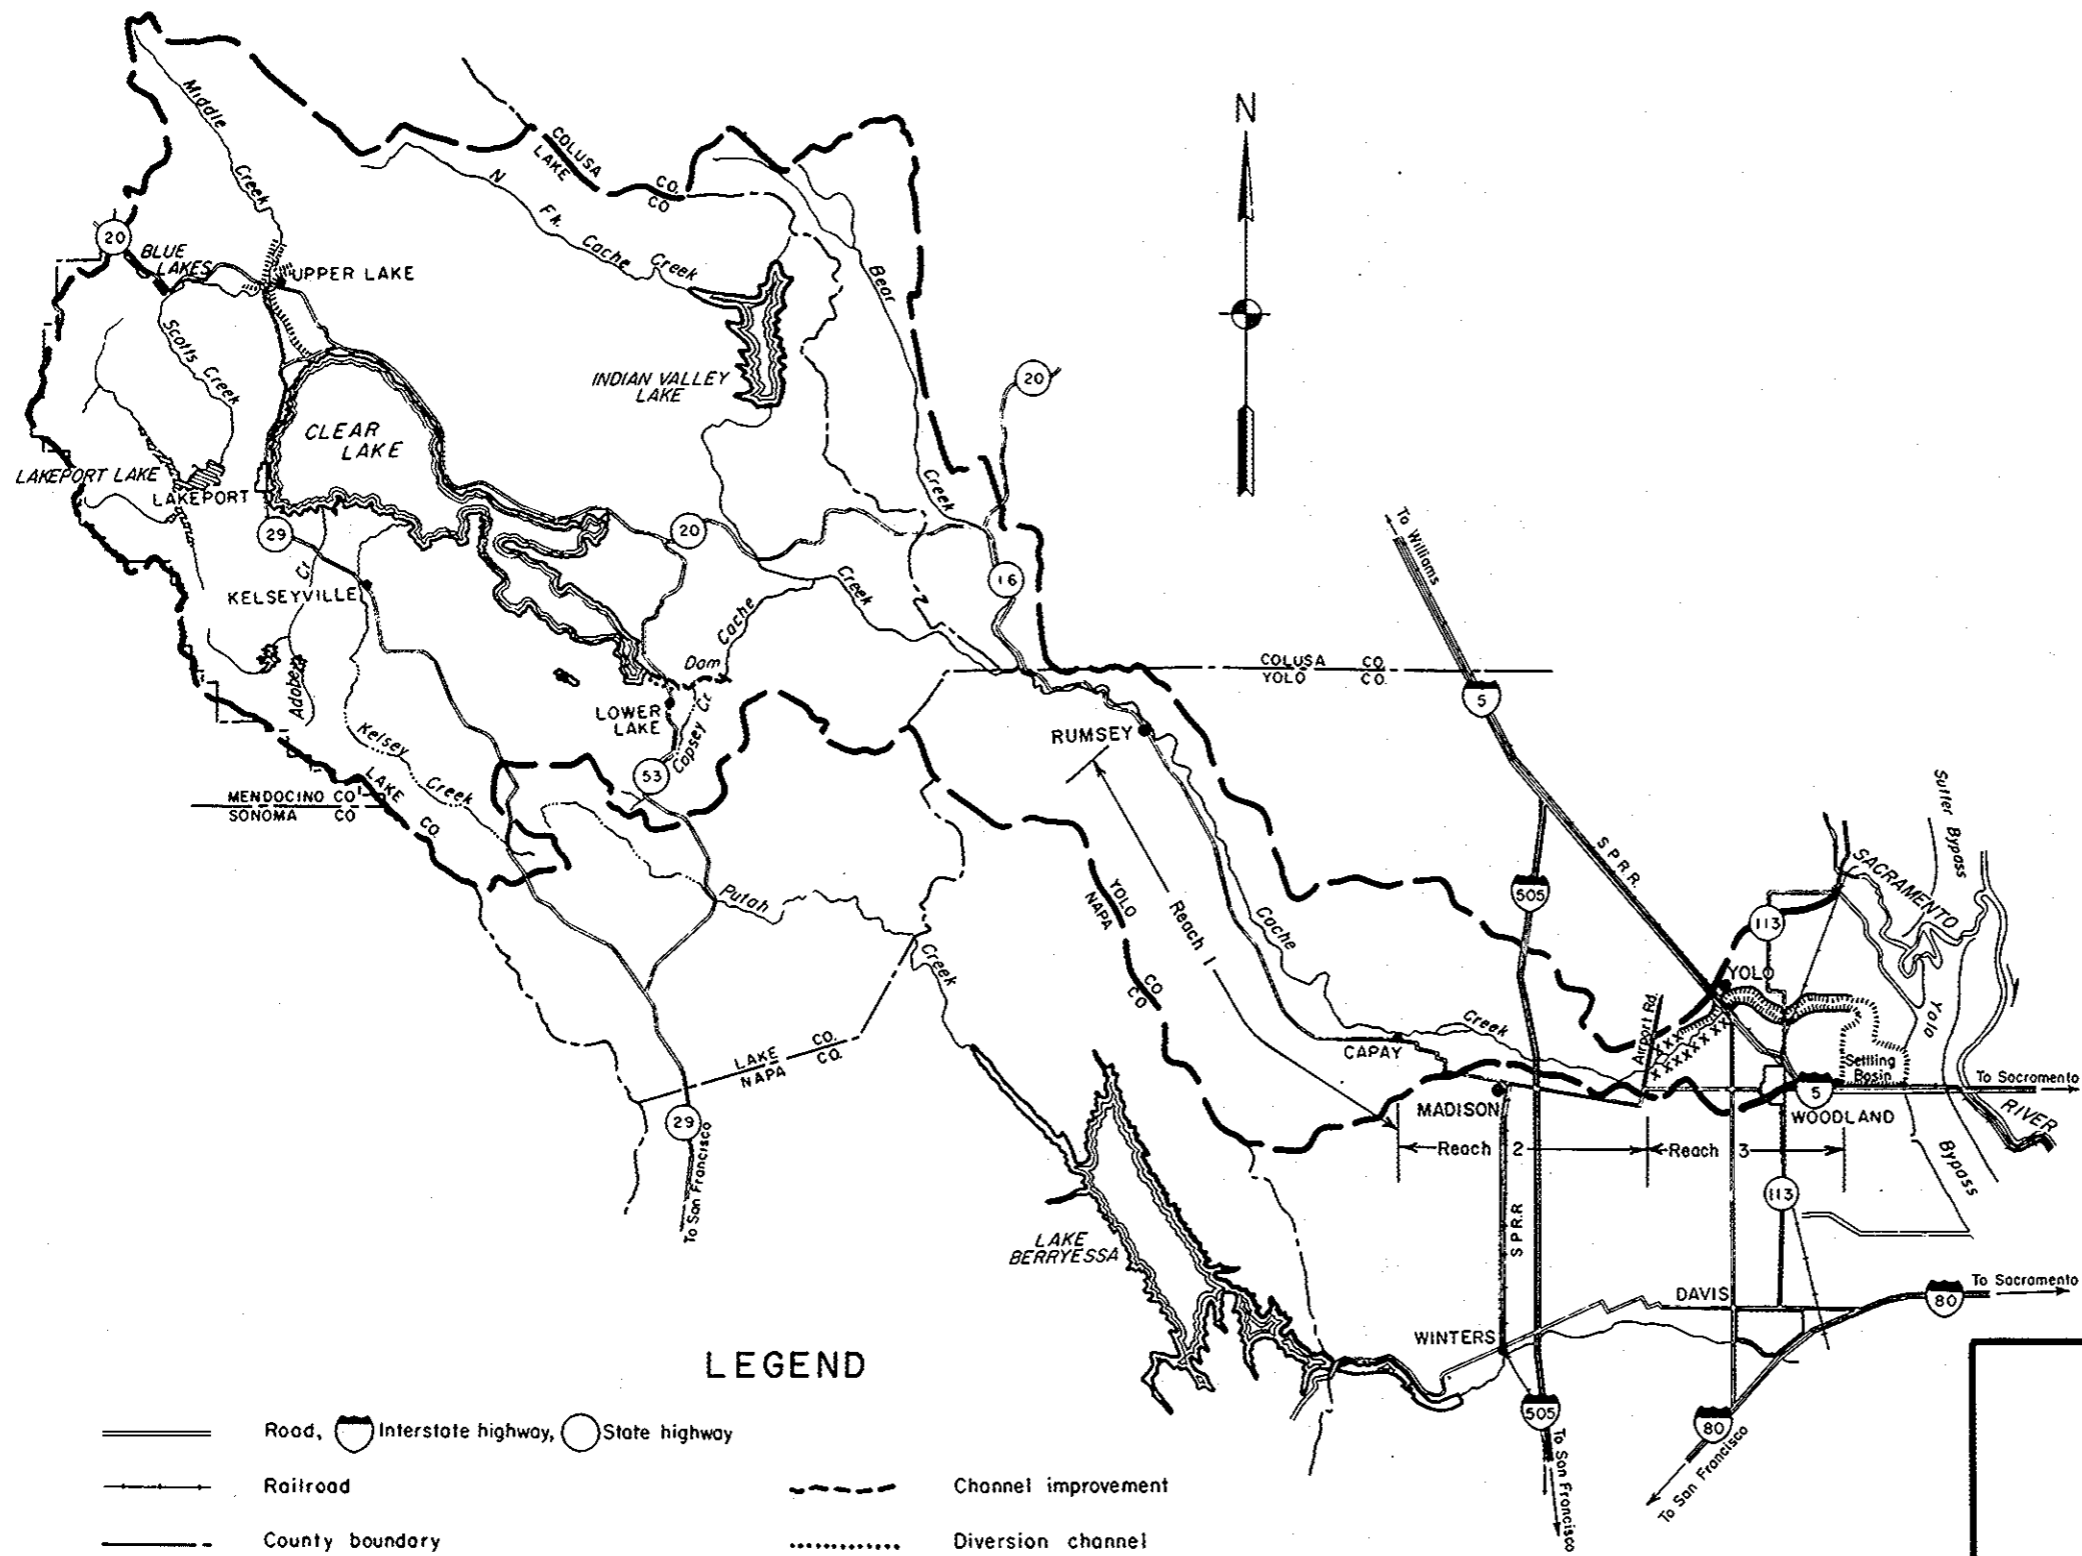 N
Middle
Creek
COLUSA CO.
LAKE CO
N Fk. Cache Creek
Bear
Creek
20
BLUE
LAKES
UPPER LAKE
Scotts Creek
INDIAN VALLEY
LAKE
20
CLEAR
LAKE
LAKEPORT LAKE
LAKEPORT
29
20
16
To Williams
Cr
KELSEYVILLE
Creek
Cache
Dam
Adobe
LOWER
LAKE
Copsey Cr.
COLUSA CO.
YOLO CO.
5
RUMSEY
Kelsey
Creek
LAKE CO.
MENDOCINO CO
SONOMA CO
53
Putah
Creek
YOLO CO
NAPA CO
Reach 1
Cache
Creek
505
S P.R.R.
Sutter Bypass
SACRAMENTO
113
YOLO
Yolo
Airport Rd.
CAPAY
LAKE CO.
NAPA CO.
Settling
Basin
To Sacramento
MADISON
5
WOODLAND
RIVER
29
To San Francisco
Reach 2
Reach 3
Bypass
113
S P.R.R
LAKE
BERRYESSA
DAVIS
80
To Sacramento
WINTERS
505
To San Francisco
80
To San Francisco
LEGEND
Road, Interstate highway, State highway
Railroad
Channel improvement
County boundary
Diversion channel